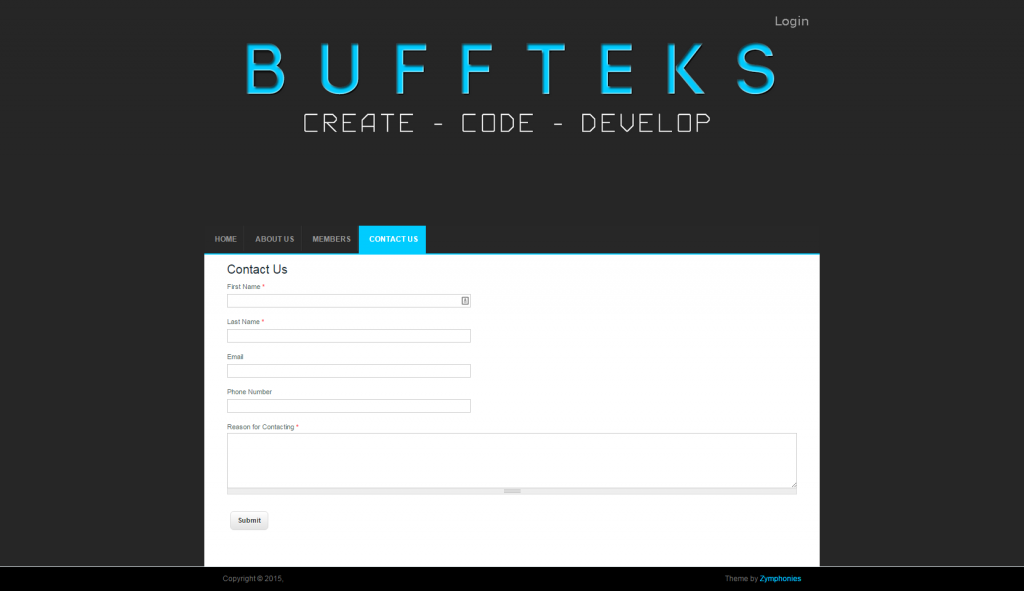 Login
BUFFTEKS
CREATE - CODE - DEVELOP
HOME ABOUT US MEMBERS CONTACT US
Contact Us
First Name *
Last Name *
Email
Phone Number
Reason for Contacting *
Submit
Copyright © 2015, Theme by Zymphonies